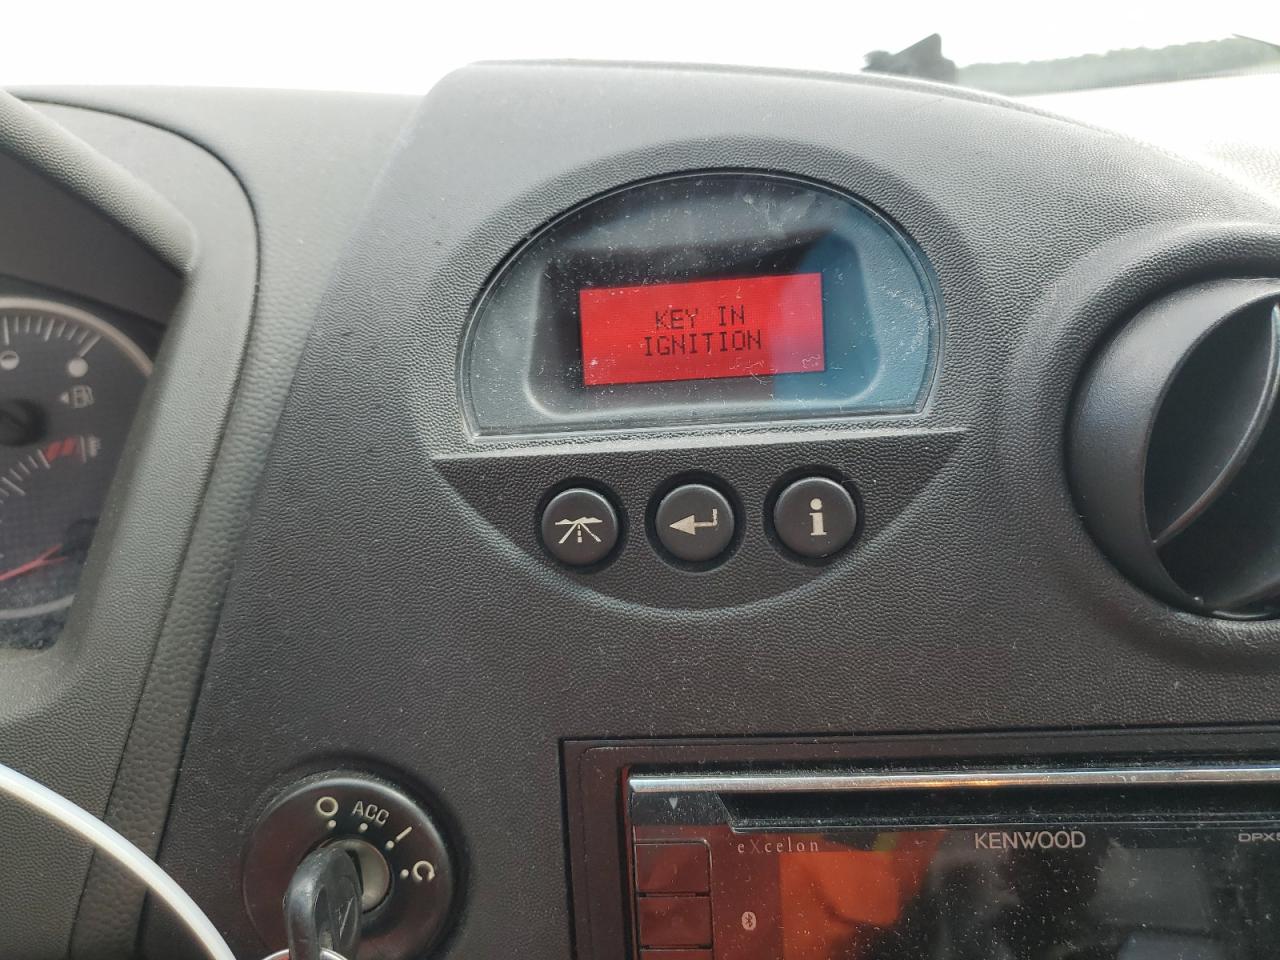 KEY IN
IGNITION
i
O ACC I C
eXcelon KENWOOD